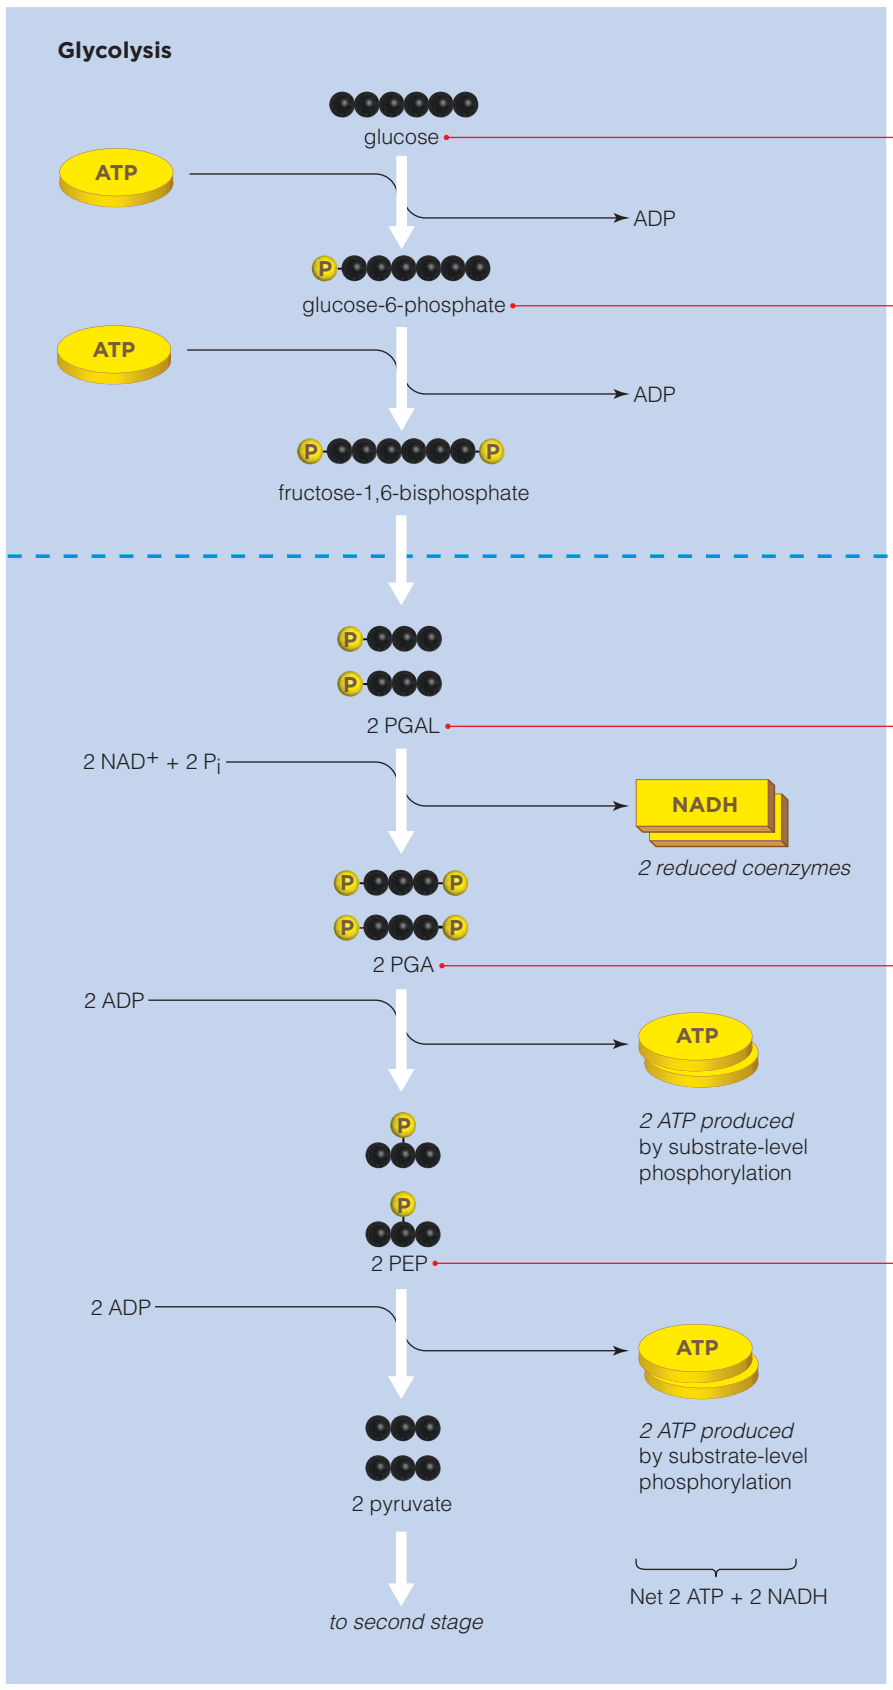 Glycolysis
glucose
ATP
ADP
P
glucose-6-phosphate
ATP
ADP
P P
fructose-1,6-bisphosphate
P
P
2 PGAL
2 NAD+ + 2 Pi
NADH
2 reduced coenzymes
P P
P P
2 PGA
2 ADP
ATP
2 ATP produced
by substrate-level
phosphorylation
P
P
2 PEP
2 ADP
ATP
2 ATP produced
by substrate-level
phosphorylation
2 pyruvate
to second stage
Net 2 ATP + 2 NADH